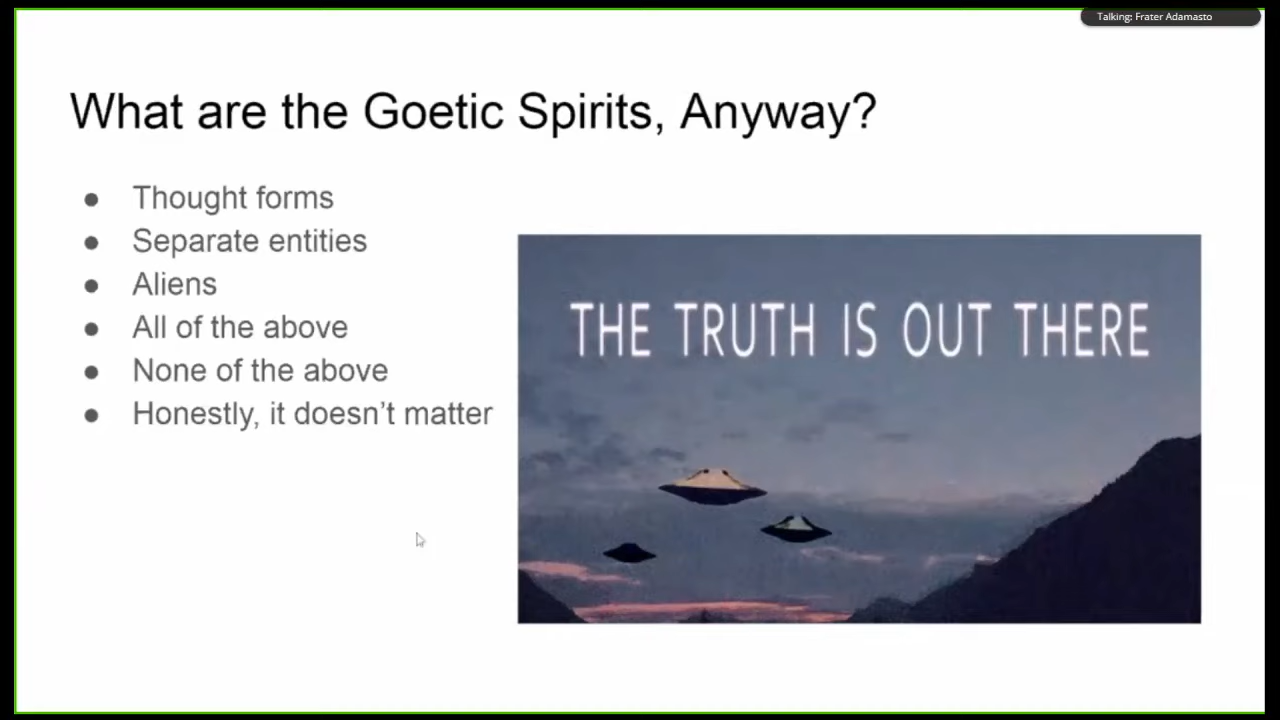 Talking: Frater Adamasto
What are the Goetic Spirits, Anyway?
● Thought forms
● Separate entities
● Aliens
● All of the above
● None of the above
● Honestly, it doesn’t matter
THE TRUTH IS OUT THERE